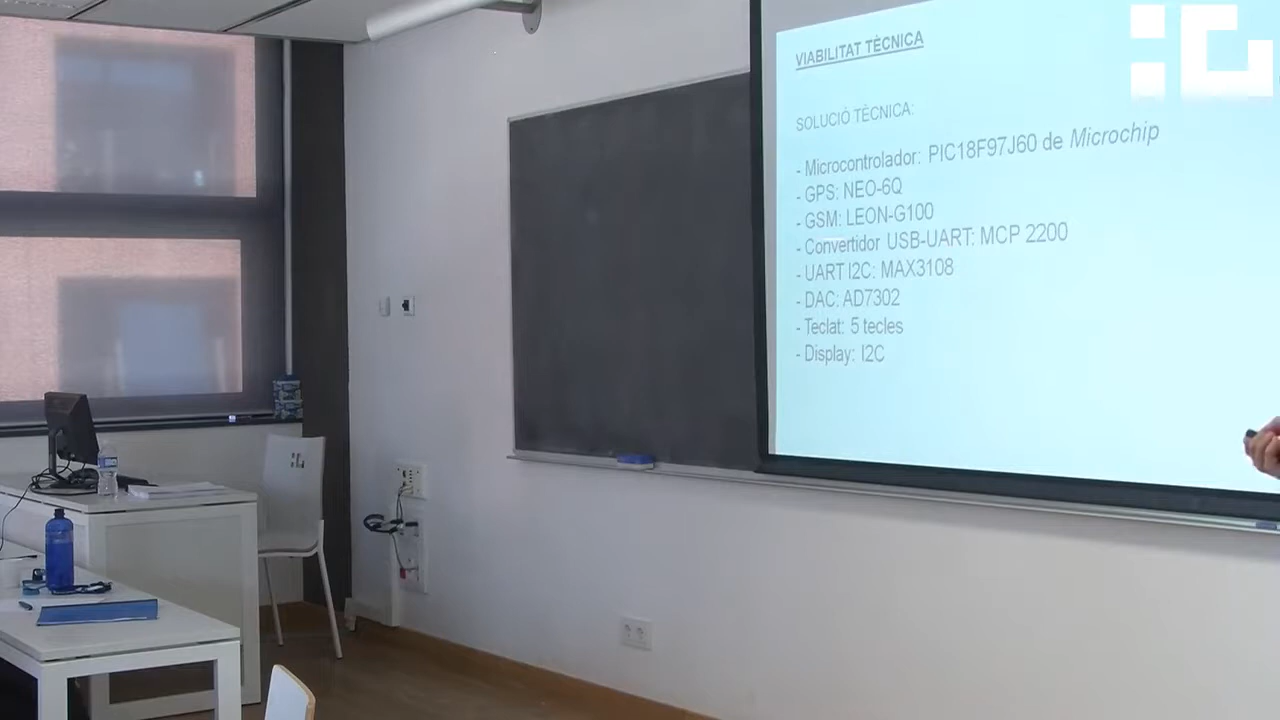 VIABILITAT TÈCNICA
SOLUCIÓ TÈCNICA:
- Microcontrolador: PIC18F97J60 de Microchip
- GPS: NEO-6Q
- GSM: LEON-G100
- Convertidor USB-UART: MCP 2200
- UART I2C: MAX3108
- DAC: AD7302
- Teclat: 5 tecles
- Display: I2C